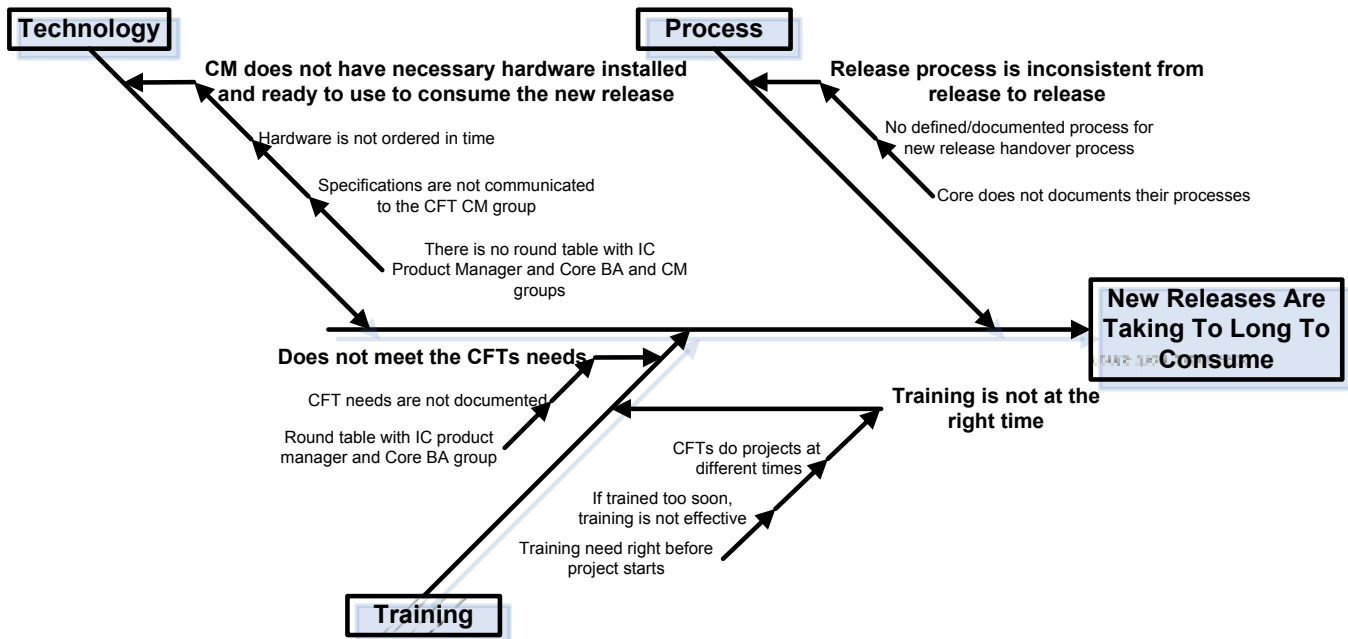 Technology
Process
CM does not have necessary hardware installed
and ready to use to consume the new release
Release process is inconsistent from
release to release
Hardware is not ordered in time
No defined/documented process for
new release handover process
Specifications are not communicated
to the CFT CM group
Core does not documents their processes
There is no round table with IC
Product Manager and Core BA and CM
groups
New Releases Are
Taking To Long To
Consume
Does not meet the CFTs needs
CFT needs are not documented
Round table with IC product
manager and Core BA group
Training is not at the
right time
CFTs do projects at
different times
If trained too soon,
training is not effective
Training need right before
project starts
Training